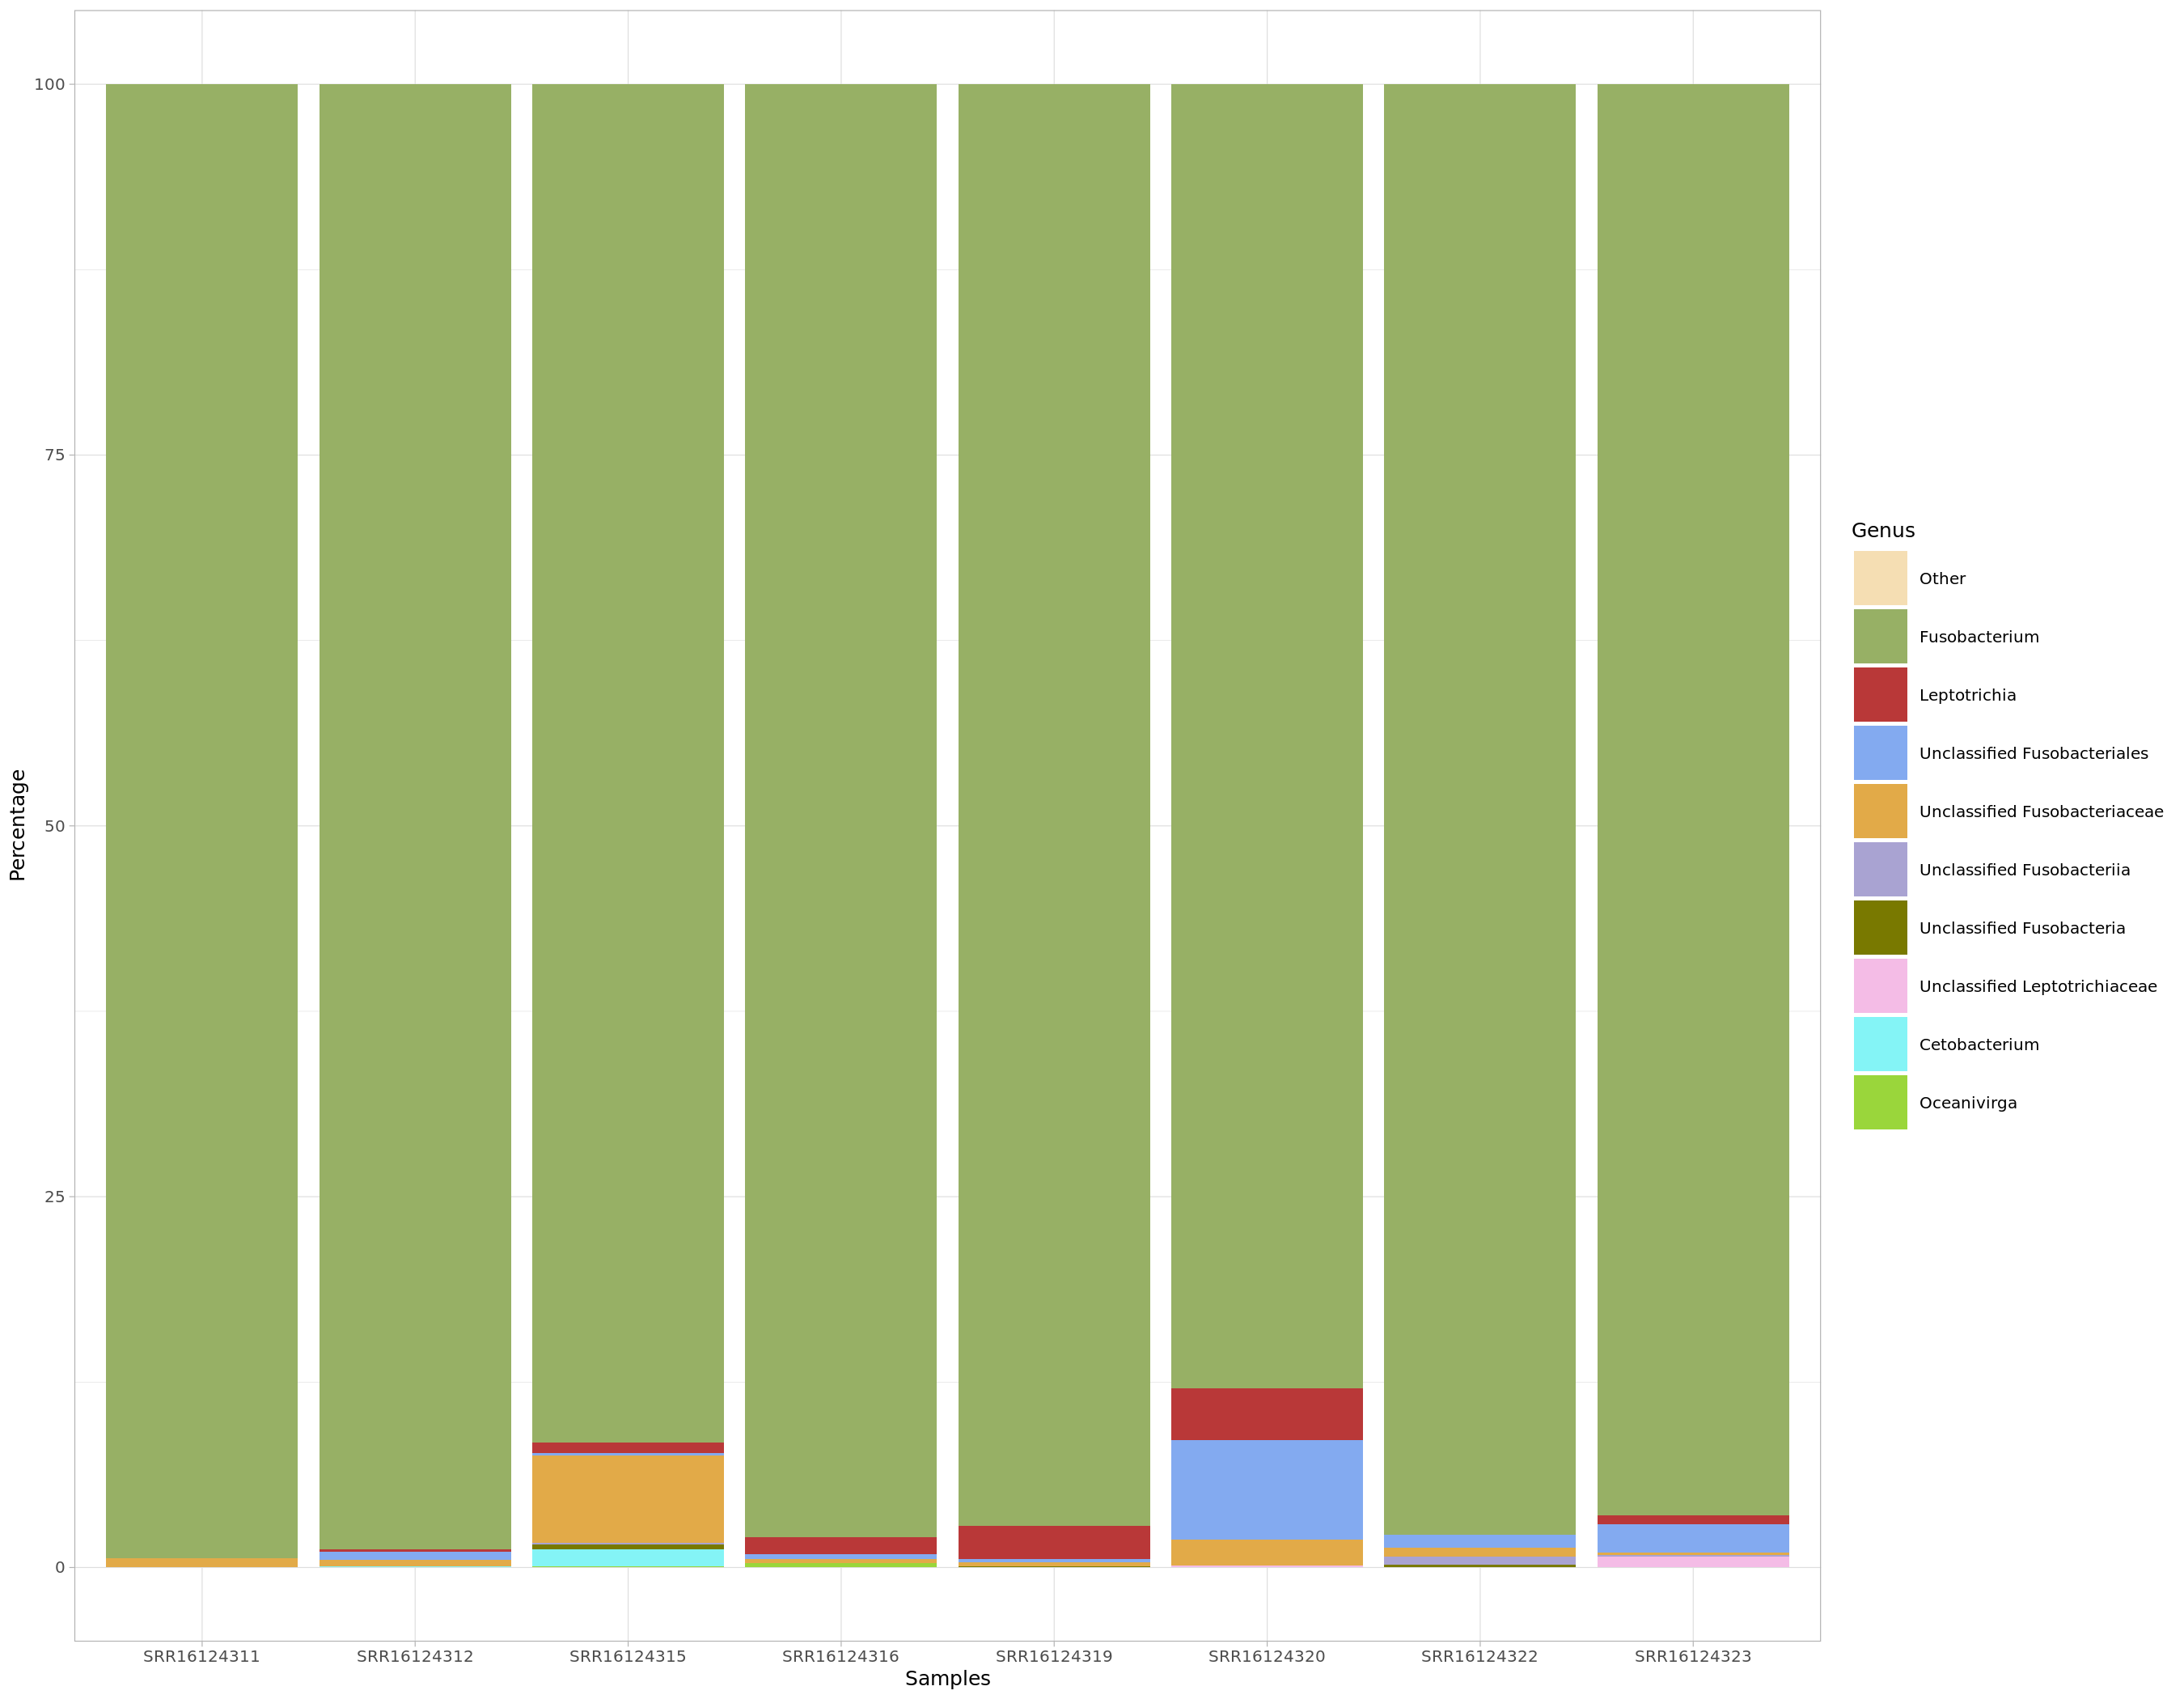 Percentage
100
75
50
25
0
SRR16124311 SRR16124312 SRR16124315 SRR16124316 SRR16124319 SRR16124320 SRR16124322 SRR16124323
Samples
Genus
Other
Fusobacterium
Leptotrichia
Unclassified Fusobacteriales
Unclassified Fusobacteriaceae
Unclassified Fusobacteriia
Unclassified Fusobacteria
Unclassified Leptotrichiaceae
Cetobacterium
Oceanivirga